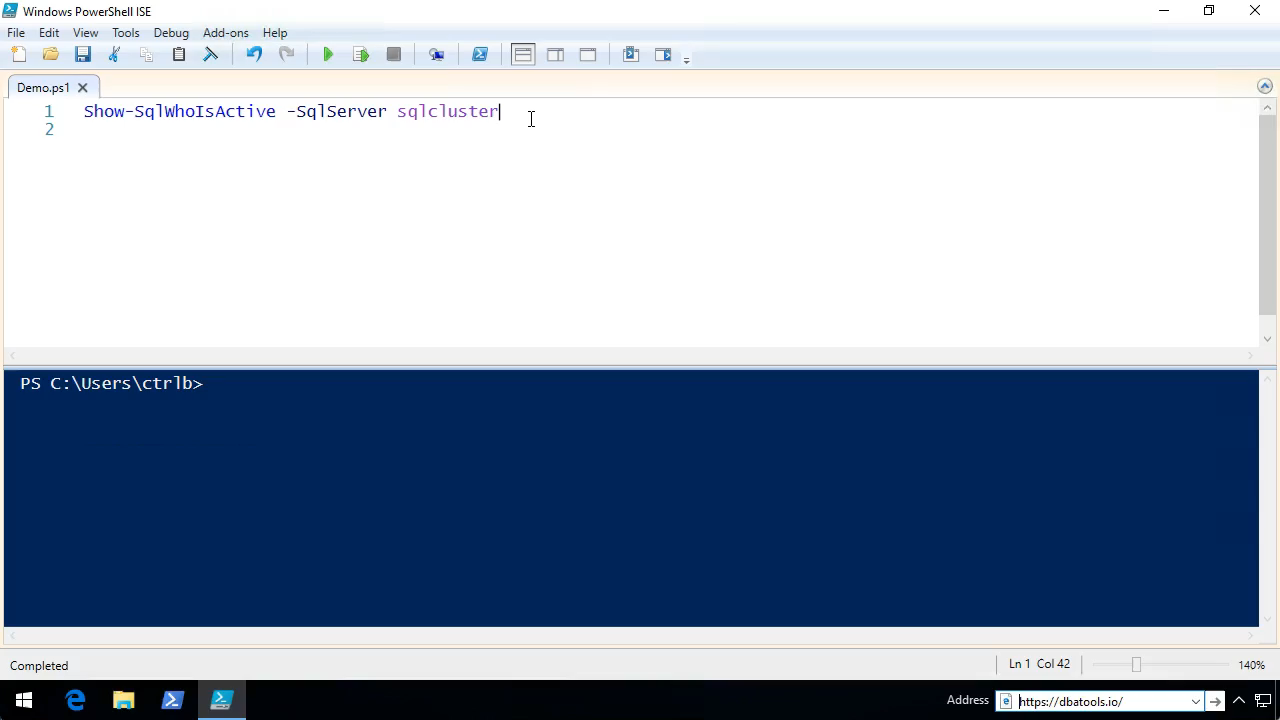 Windows PowerShell ISE
File Edit View Tools Debug Add-ons Help
Demo.ps1
1 Show-SqlWhoIsActive -SqlServer sqlcluster
2
PS C:\Users\ctrlb>
Completed
Ln 1 Col 42
140%
Address https://dbatools.io/